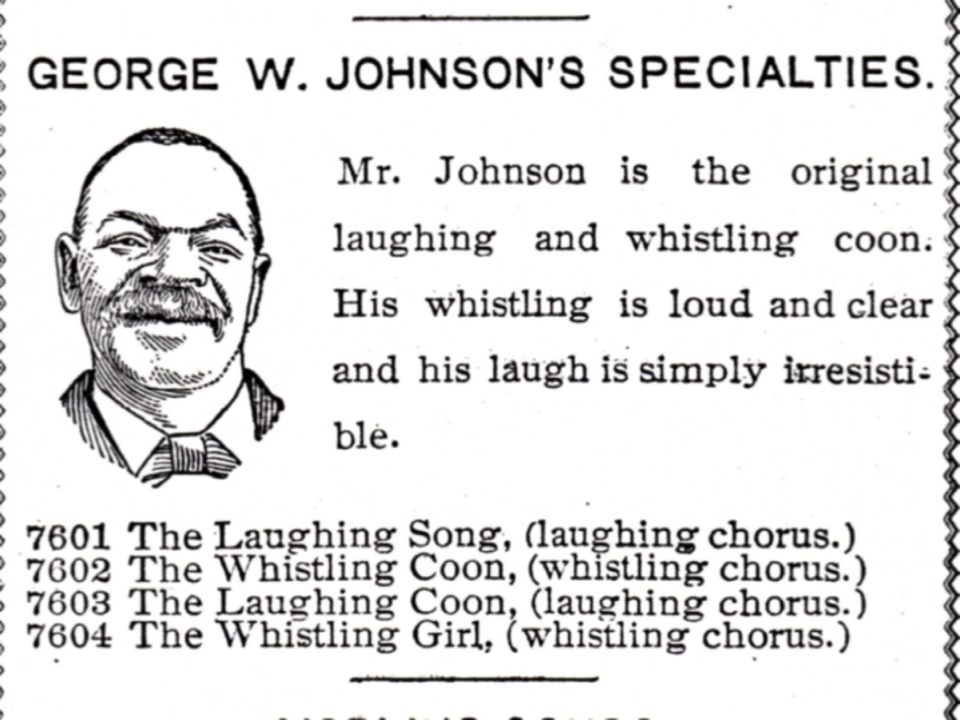 GEORGE W. JOHNSON'S SPECIALTIES.
Mr. Johnson is the original
laughing and whistling coon.
His whistling is loud and clear
and his laugh is simply irresisti-
ble.
7601 The Laughing Song, (laughing chorus.)
7602 The Whistling Coon, (whistling chorus.)
7603 The Laughing Coon, (laughing chorus.)
7604 The Whistling Girl, (whistling chorus.)